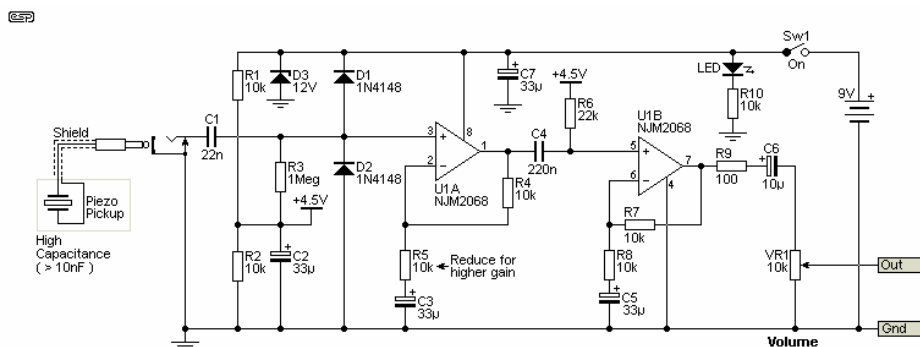 esp
Sw1
On
+
9V
LED
R10
10k
R1
10k
D3
12V
D1
1N4148
+
C7
33µ
+4.5V
R6
22k
U1B
NJM2068
Shield
C1
22n
3
+
8
2
−
1
U1A
NJM2068
C4
220n
5
+
6
−
7
4
R9
100
C6
+
10µ
Piezo
Pickup
High
Capacitance
( > 10nF )
R3
1Meg
D2
1N4148
+4.5V
R4
10k
R7
10k
R2
10k
+
C2
33µ
R5
10k
Reduce for
higher gain
+
C3
33µ
R8
10k
+
C5
33µ
VR1
10k
Out
Gnd
Volume